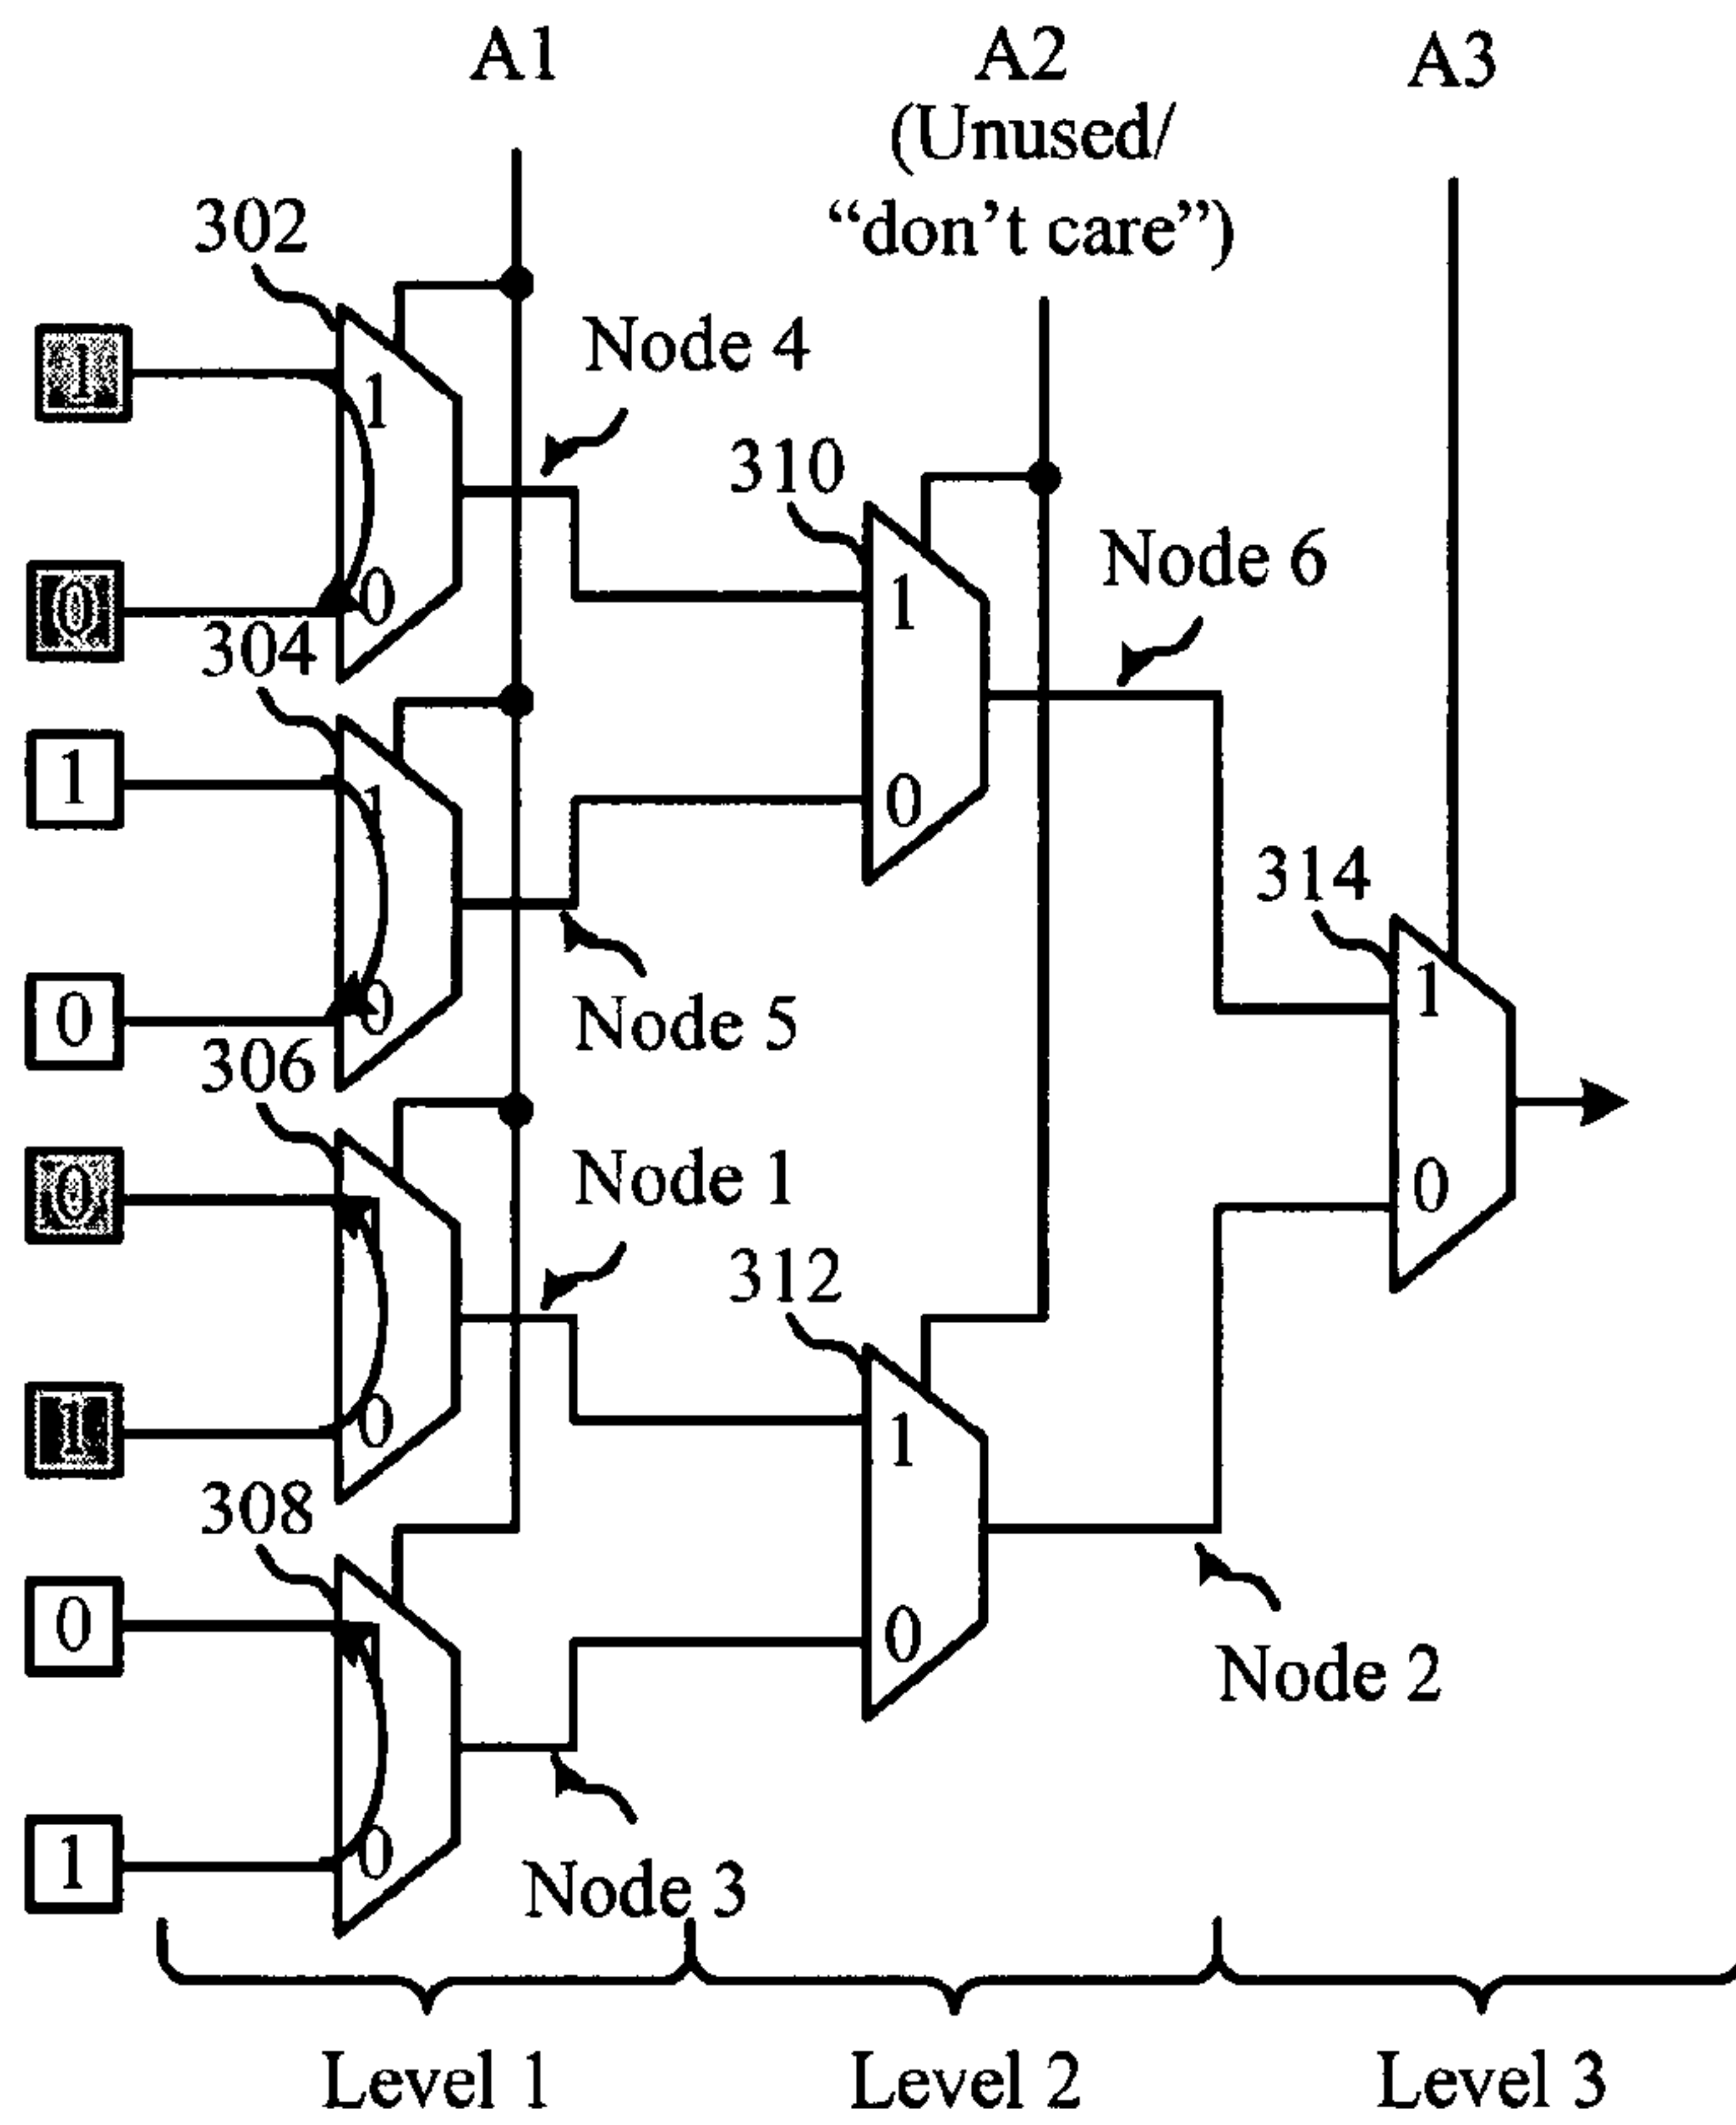 A1
A2
A3
(Unused/
“don’t care”)
302
1
1
Node 4
310
0
0
304
1
Node 6
1
1
0
0
0
314
Node 5
1
306
0
Node 1
0
312
1
0
1
308
0
0
Node 2
1
0
Node 3
Level 1
Level 2
Level 3